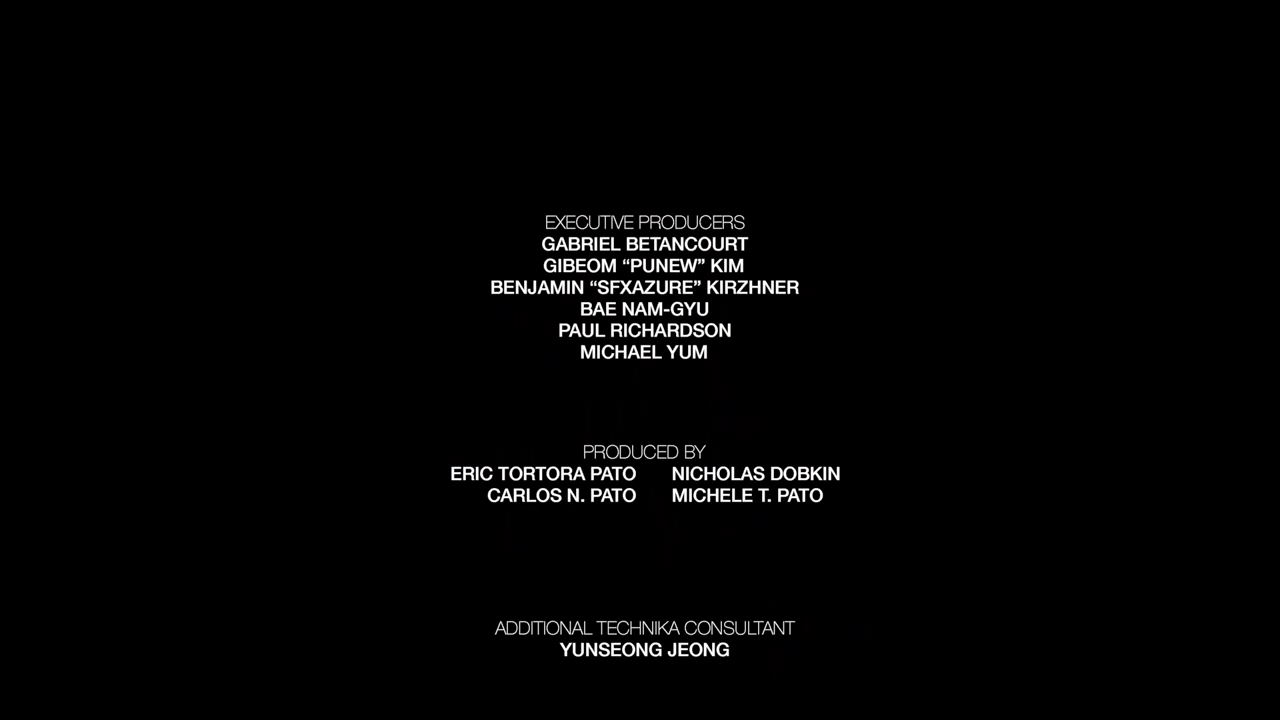 EXECUTIVE PRODUCERS
GABRIEL BETANCOURT
GIBEOM “PUNEW” KIM
BENJAMIN “SFXAZURE” KIRZHNER
BAE NAM-GYU
PAUL RICHARDSON
MICHAEL YUM
PRODUCED BY
ERIC TORTORA PATO NICHOLAS DOBKIN
CARLOS N. PATO MICHELE T. PATO
ADDITIONAL TECHNIKA CONSULTANT
YUNSEONG JEONG